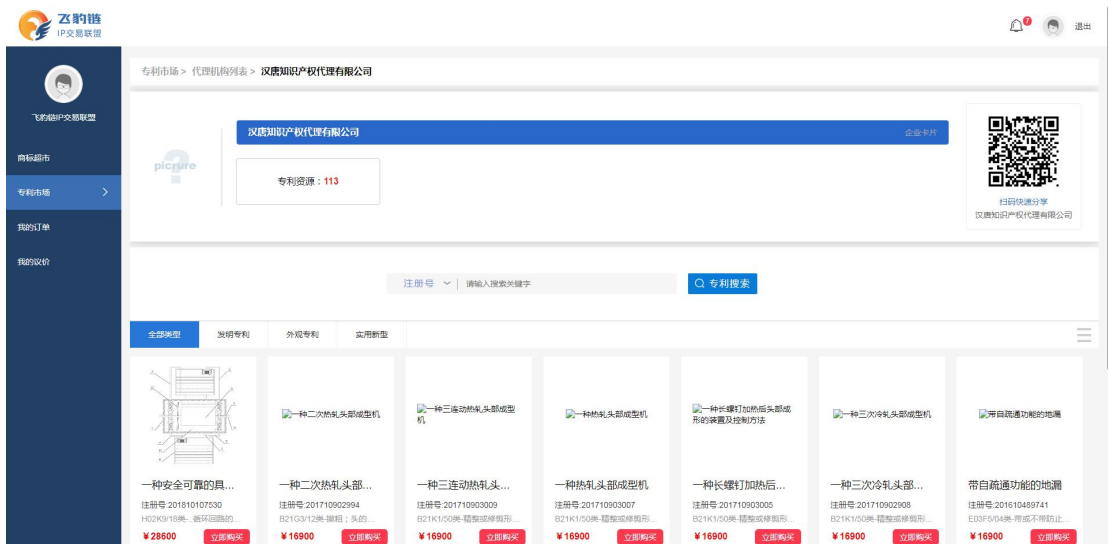 飞豹链
IP交易联盟
7
退出
飞豹链IP交易联盟
商标超市
专利市场 >
我的订单
我的议价
专利市场 > 代理机构列表 > 汉唐知识产权代理有限公司
汉唐知识产权代理有限公司
企业卡片
picrure
专利资源：113
扫码快速分享
汉唐知识产权代理有限公司
注册号
请输入搜索关键字
专利搜索
全部类型
发明专利
外观专利
实用新型
一种安全可靠的具...
注册号:201810107530
H02K9/18类-.循环回路的...
¥28600
立即购买
一种二次热轧头部成型机
一种二次热轧头部...
注册号:201710902994
B21G3/12类-镦粗；头的...
¥16900
立即购买
一种三连动热轧头部成型
机
一种三连动热轧头...
注册号:201710903009
B21K1/50类-精整或修剪形...
¥16900
立即购买
一种热轧头部成型机
一种热轧头部成型机
注册号:201710903007
B21K1/50类-精整或修剪形...
¥16900
立即购买
一种长螺钉加热后头部成
形的装置及控制方法
一种长螺钉加热后...
注册号:201710903005
B21K1/50类-精整或修剪形...
¥16900
立即购买
一种三次冷轧头部成型机
一种三次冷轧头部...
注册号:201710902908
B21K1/50类-精整或修剪形...
¥16900
立即购买
带自疏通功能的地漏
带自疏通功能的地漏
注册号:201610489741
E03F5/04类-带或不带防止...
¥16900
立即购买